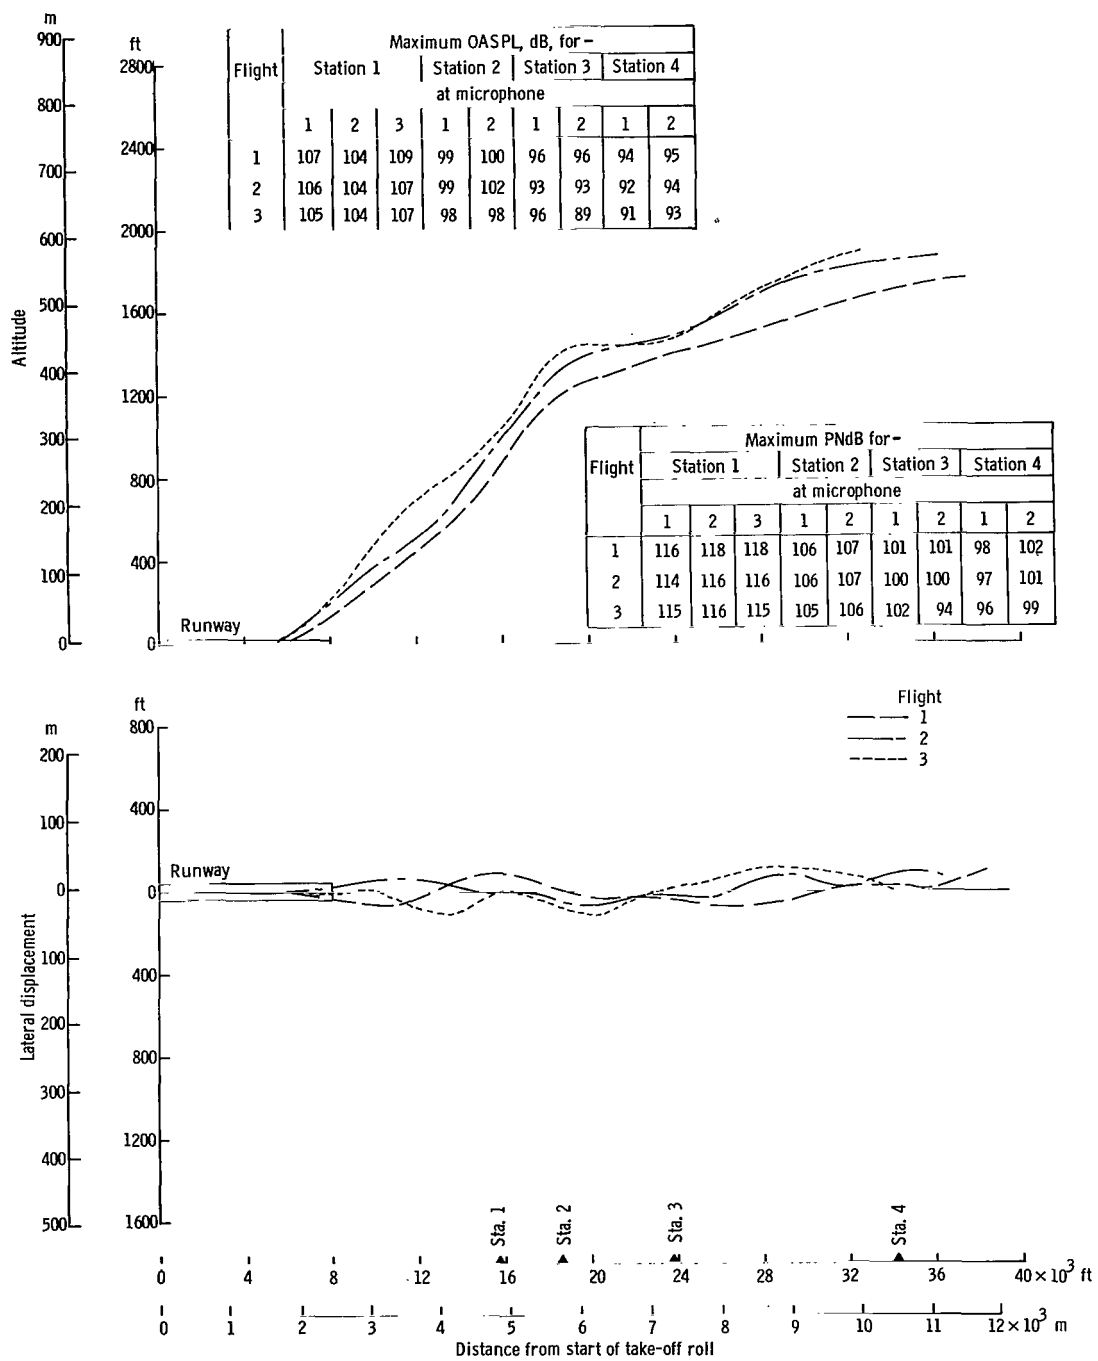 m
900
800
700
600
500
400
300
200
100
0
Altitude
ft
2800
2400
2000
1600
1200
800
400
0
Runway
Maximum OASPL, dB, for–
Flight Station 1 Station 2 Station 3 Station 4
at microphone
1 2 3 1 2 1 2 1 2
1 107 104 109 99 100 96 96 94 95
2 106 104 107 99 102 93 93 92 94
3 105 104 107 98 98 96 89 91 93
Maximum PNdB for–
Flight Station 1 Station 2 Station 3 Station 4
at microphone
1 2 3 1 2 1 2 1 2
1 116 118 118 106 107 101 101 98 102
2 114 116 116 106 107 100 100 97 101
3 115 116 115 105 106 102 94 96 99
Flight
1
2
3
m
200
100
0
100
200
300
400
500
Lateral displacement
ft
800
400
0
400
800
1200
1600
Runway
Sta. 1
Sta. 2
Sta. 3
Sta. 4
0 4 8 12 16 20 24 28 32 36 40 × 10³ ft
0 1 2 3 4 5 6 7 8 9 10 11 12 × 10³ m
Distance from start of take-off roll